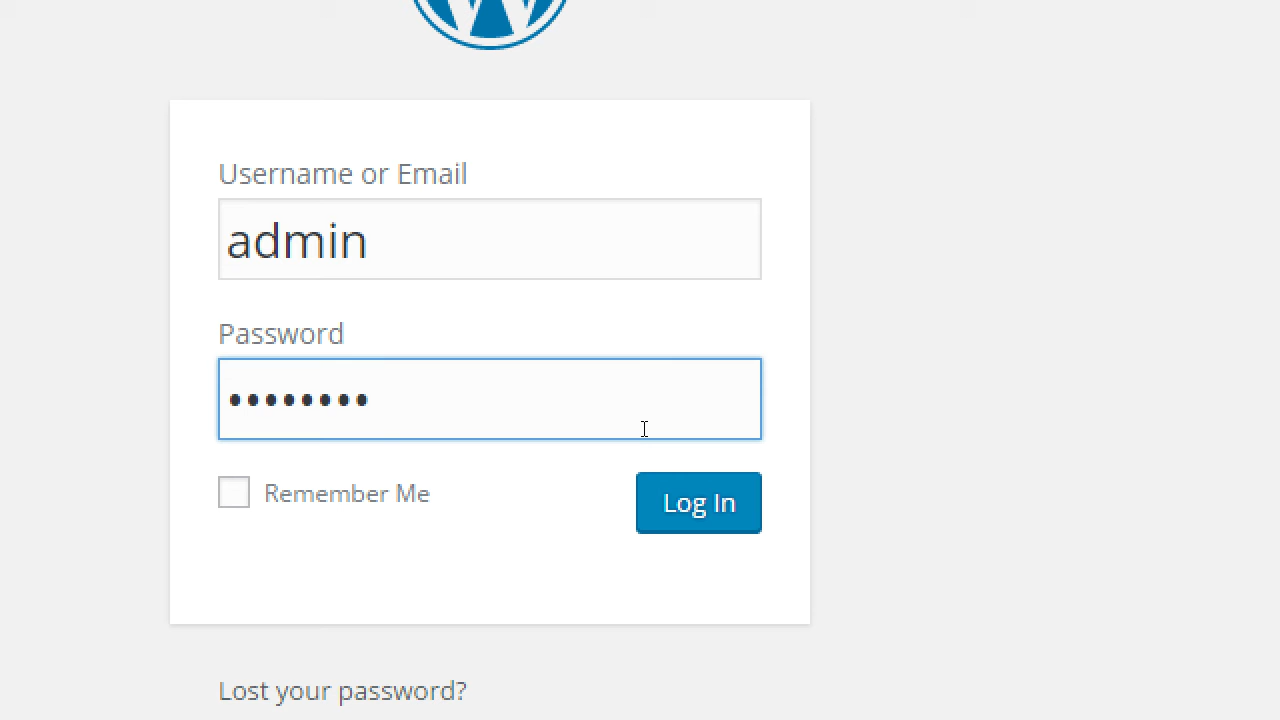 Username or Email
admin
Password
••••••••
Remember Me
Log In
Lost your password?